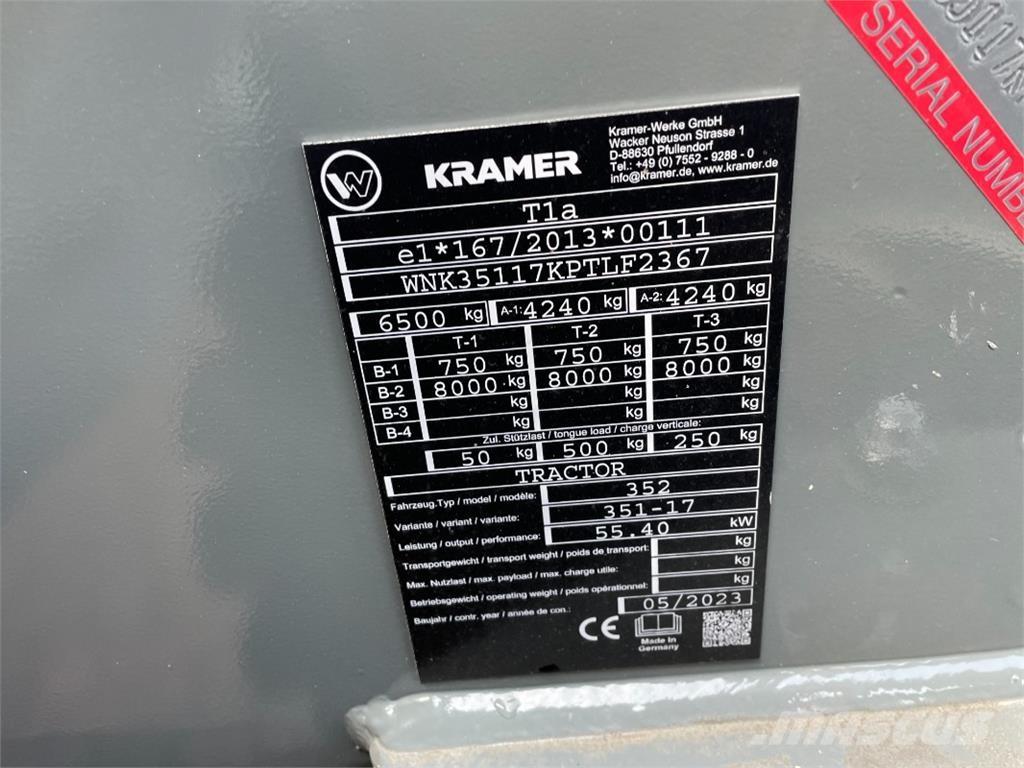 W KRAMER
Kramer-Werke GmbH
Wacker Neuson Strasse 1
D-88630 Pfullendorf
Tel.: +49 (0) 7552 - 9288 - 0
info@kramer.de, www.kramer.de
T1a
e1*167/2013*00111
WNK35117KPTLF2367
6500 kg A-1: 4240 kg A-2: 4240 kg
T-1 T-2 T-3
B-1 750 kg 750 kg 750 kg
B-2 8000 kg 8000 kg 8000 kg
B-3 kg kg kg
B-4 kg kg kg
Zul. Stützlast / tongue load / charge verticale:
50 kg 500 kg 250 kg
TRACTOR
Fahrzeug.Typ / model / modèle: 352
Variante / variant / variante: 351-17
Leistung / output / performance: 55.40 kW
Transportgewicht / transport weight / poids de transport: kg
Max. Nutzlast / max. payload / max. charge utile: kg
Betriebsgewicht / operating weight / poids opérationnel: kg
Baujahr / contr. year / année de con.: 05/2023
CE
Made in
Germany
SERIAL NUMBE
mascus